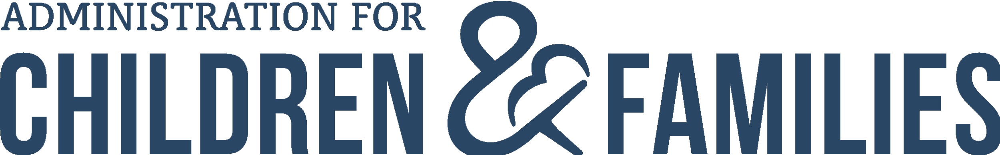 ADMINISTRATION FOR
CHILDREN & FAMILIES